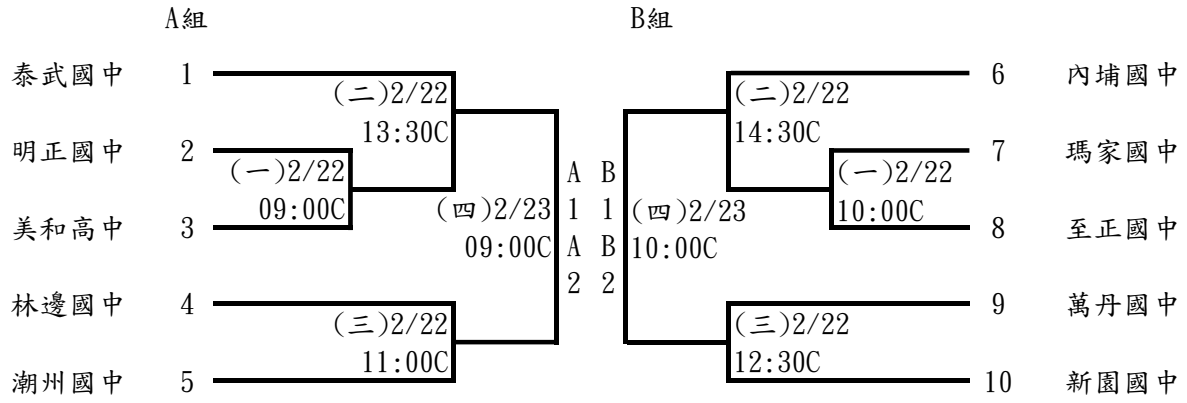 A組 B組
泰武國中 1 (二)2/22 (二)2/22 6 內埔國中
13:30C 14:30C
明正國中 2 7 瑪家國中
(一)2/22 A B (一)2/22
09:00C (四)2/23 1 1 (四)2/23 10:00C
美和高中 3 8 至正國中
09:00C A B 10:00C
2 2
林邊國中 4 9 萬丹國中
(三)2/22 (三)2/22
11:00C 12:30C
潮州國中 5 10 新園國中